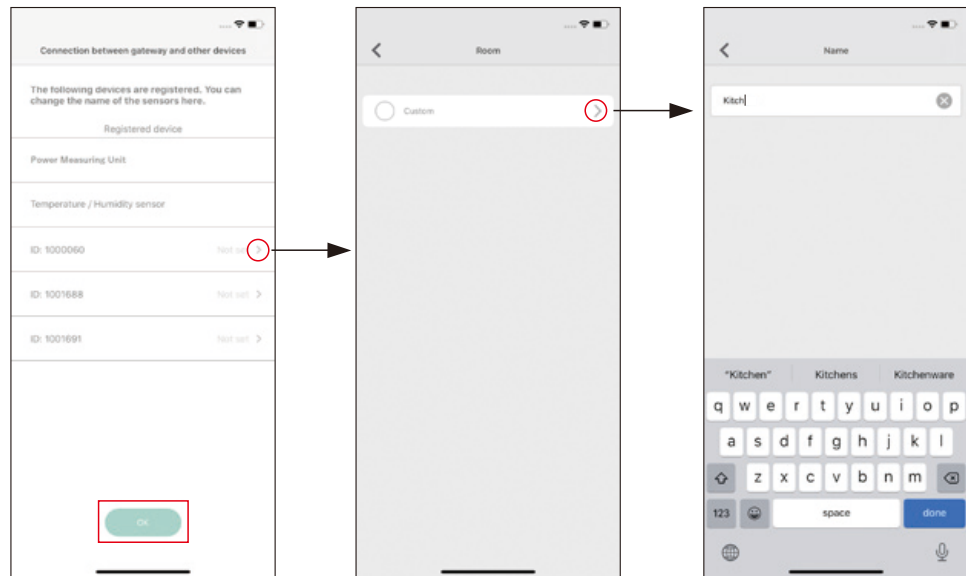 Connection between gateway and other devices
The following devices are registered. You can
change the name of the sensors here.
Registered device
Power Measuring Unit
Temperature / Humidity sensor
ID: 1000060 Not set
ID: 1001688 Not set
ID: 1001691 Not set
OK
Room
Custom
Name
Kitch
"Kitchen" Kitchens Kitchenware
q w e r t y u i o p
a s d f g h j k l
z x c v b n m
123 space done